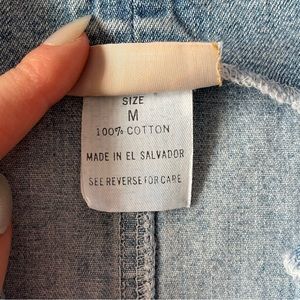 SIZE
M
100% COTTON
MADE IN EL SALVADOR
SEE REVERSE FOR CARE